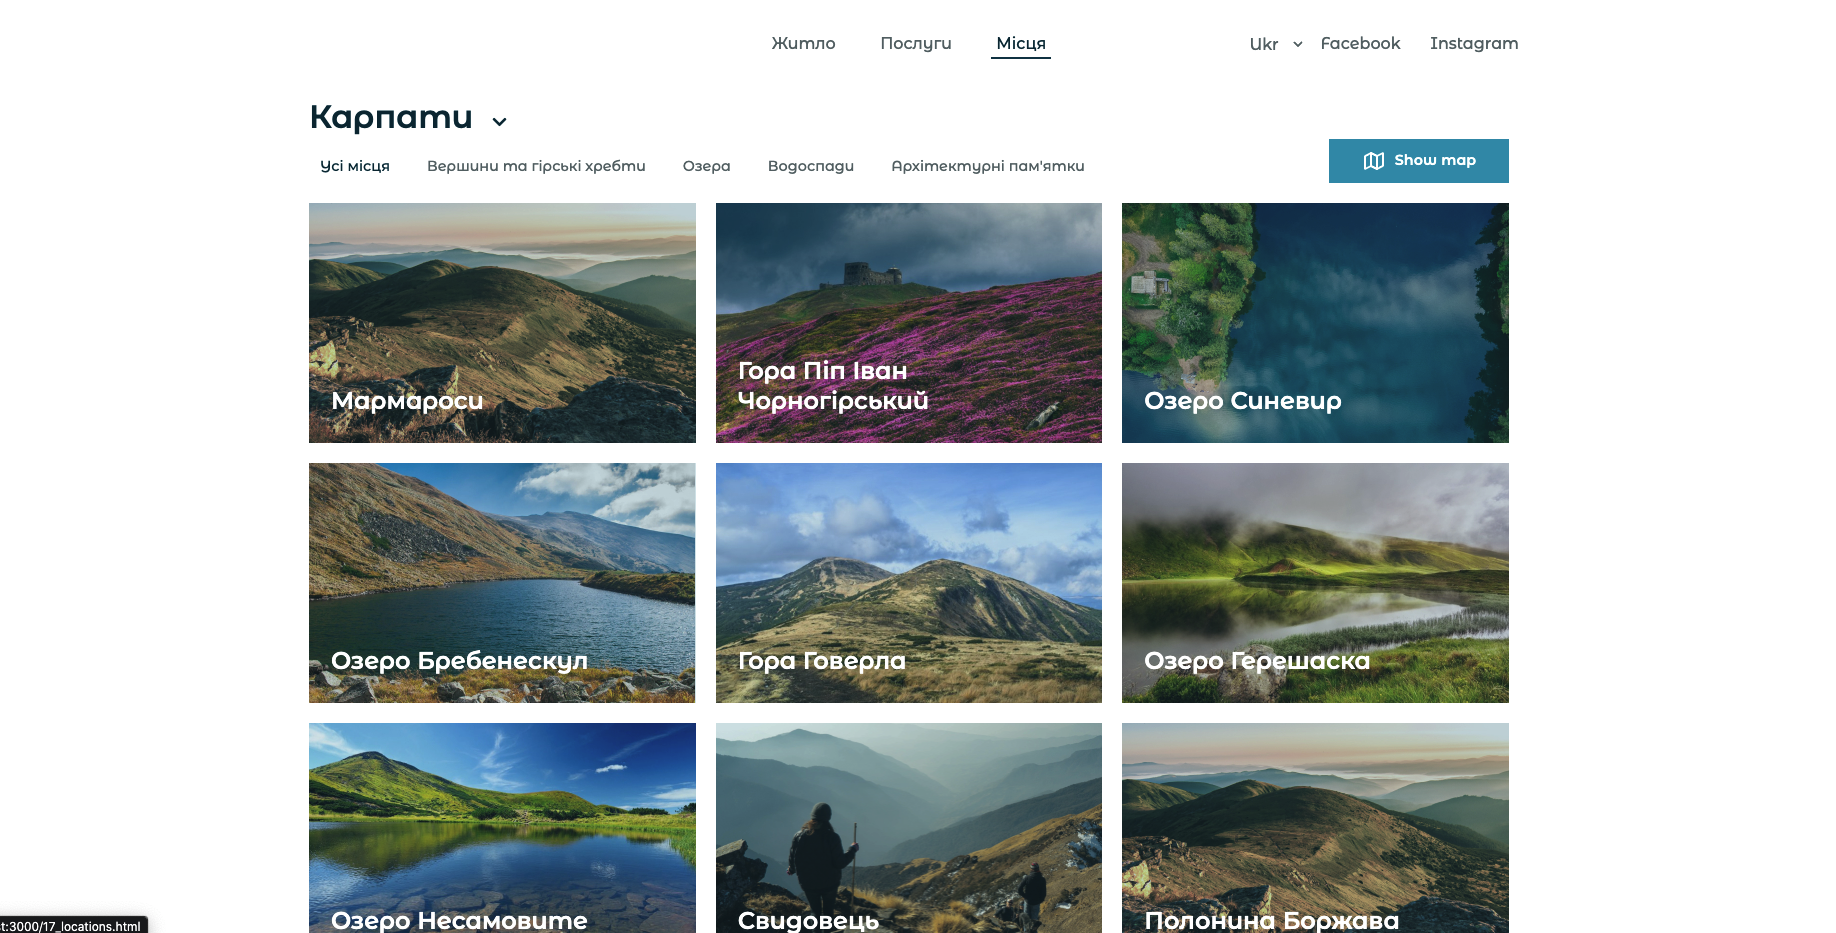 Житло Послуги Місця Ukr Facebook Instagram
Карпати
Усі місця Вершини та гірські хребти Озера Водоспади Архітектурні пам'ятки Show map
Мармароси
Гора Піп Іван
Чорногірський
Озеро Синевир
Озеро Бребенескул
Гора Говерла
Озеро Герешаска
Озеро Несамовите
Свидовець
Полонина Боржава
t:3000/17_locations.html